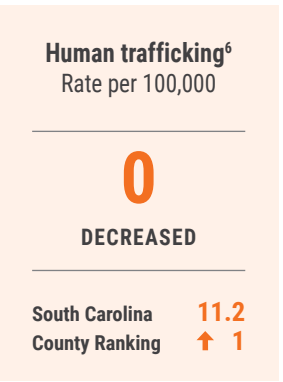 Human trafficking⁶
Rate per 100,000
0
DECREASED
South Carolina 11.2
County Ranking ↑ 1